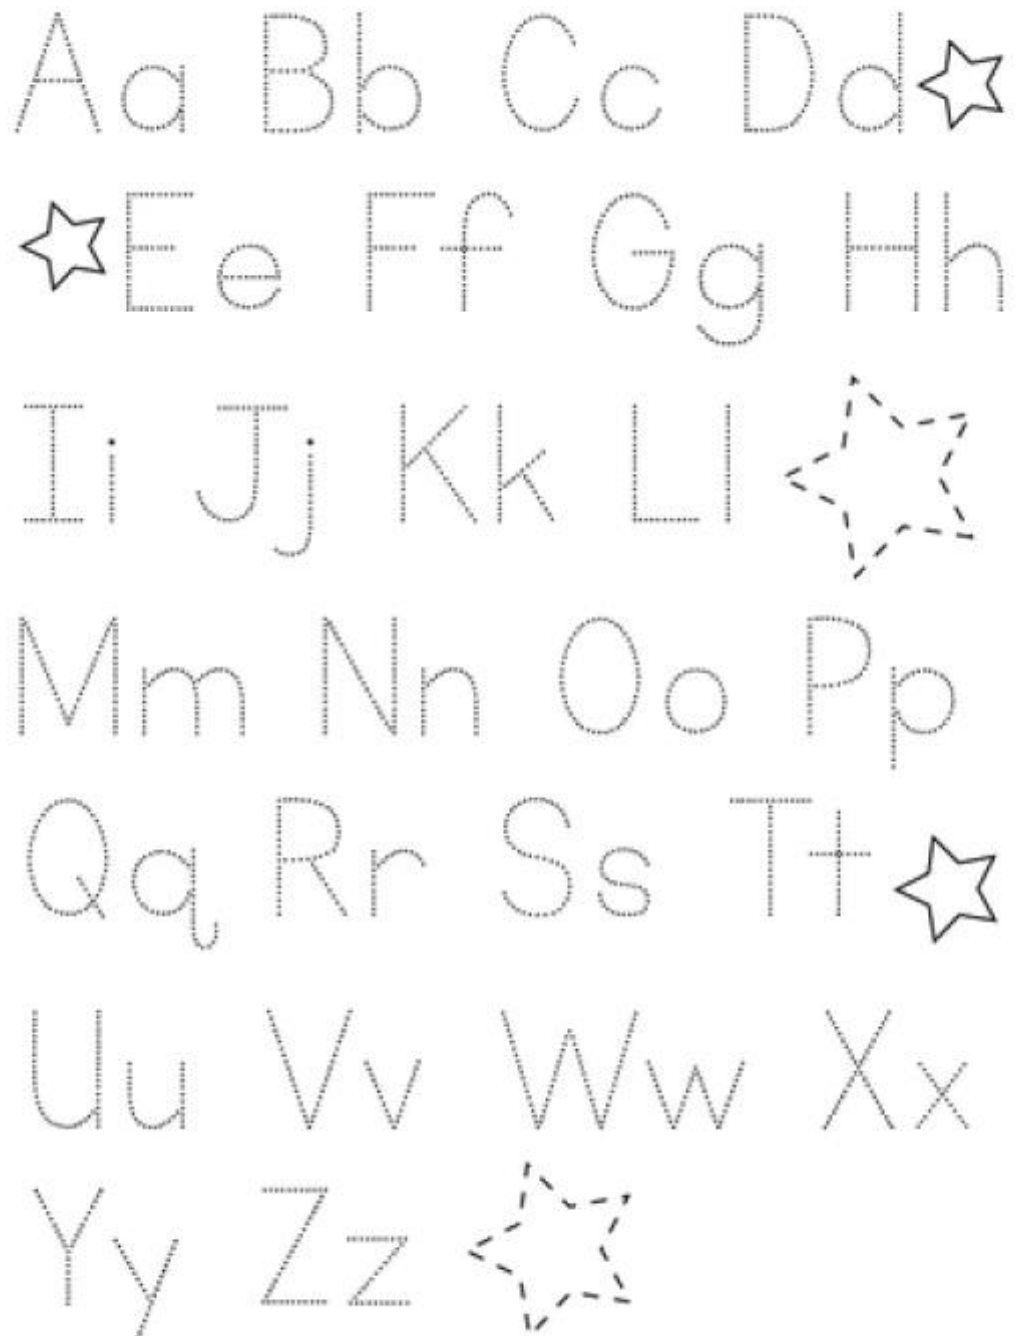 Aa Bb Cc Dd
Ee Ff Gg Hh
Ii Jj Kk Ll
Mm Nn Oo Pp
Qq Rr Ss Tt
Uu Vv Ww Xx
Yy Zz